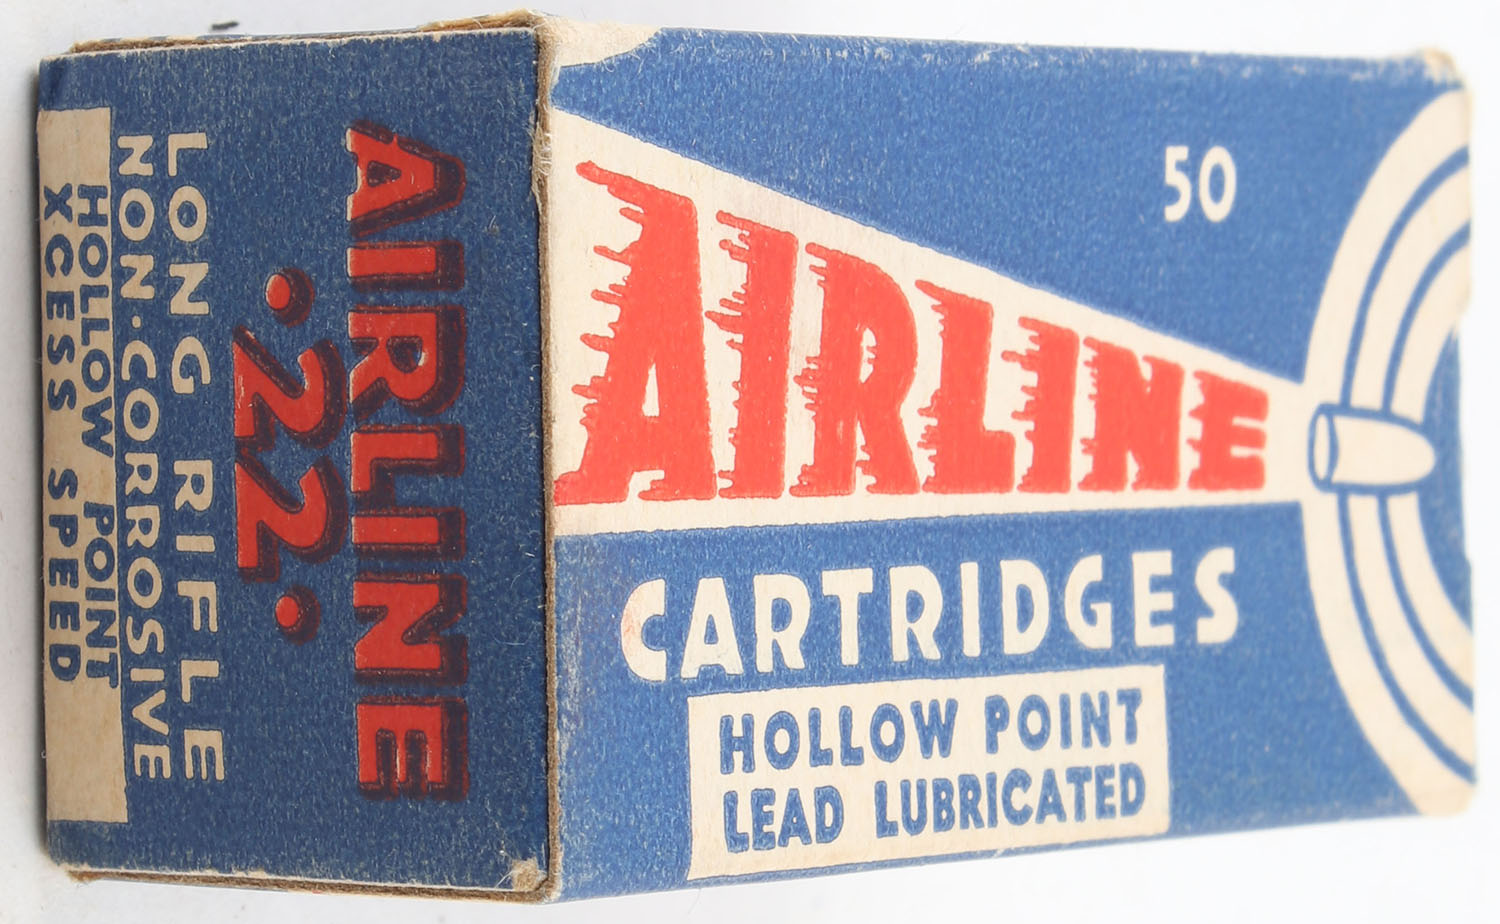 50
AIRLINE
CARTRIDGES
HOLLOW POINT
LEAD LUBRICATED
AIRLINE
.22.
LONG RIFLE
NON-CORROSIVE
HOLLOW POINT
XCESS SPEED